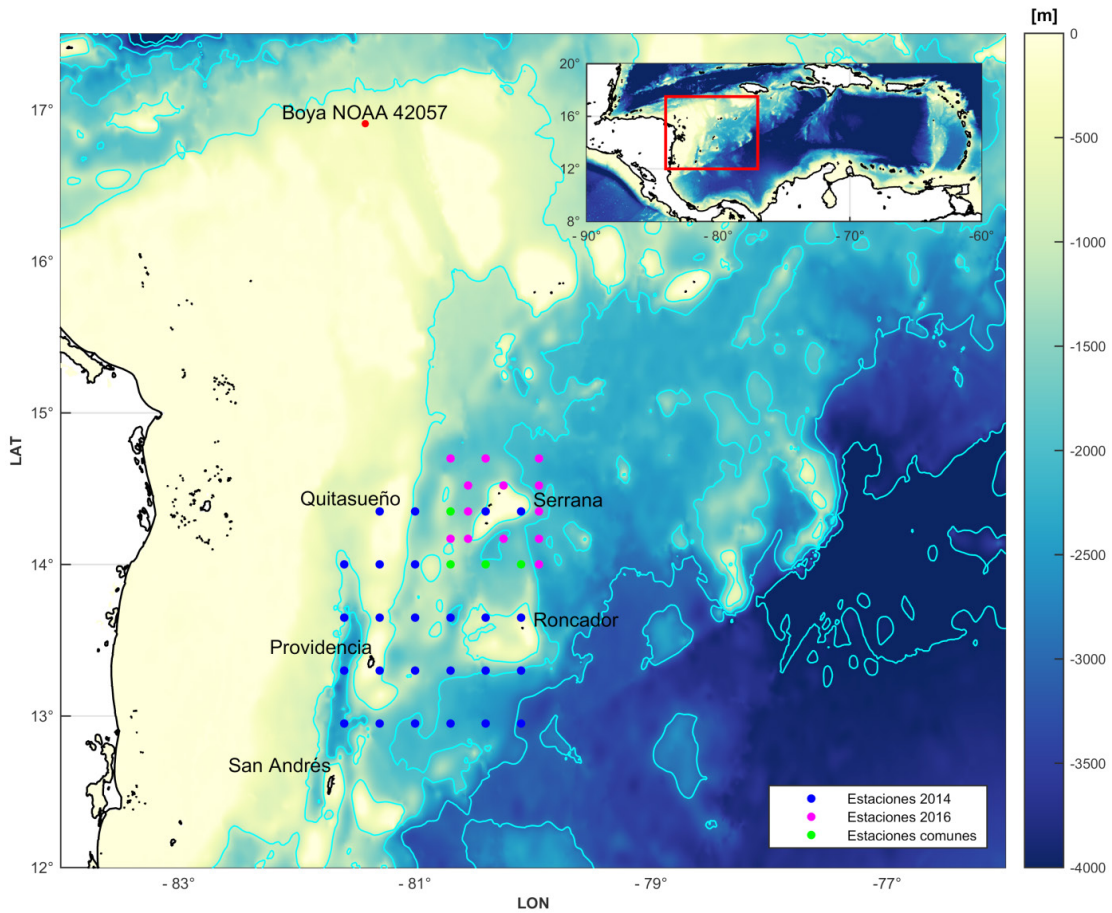 [m]
0
-500
-1000
-1500
-2000
-2500
-3000
-3500
-4000
20°
16°
12°
8°
- 90°
- 80°
- 70°
- 60°
Boya NOAA 42057
17°
16°
15°
14°
13°
12°
LAT
Quitasueño
Serrana
Roncador
Providencia
San Andrés
Estaciones 2014
Estaciones 2016
Estaciones comunes
- 83°
- 81°
- 79°
- 77°
LON